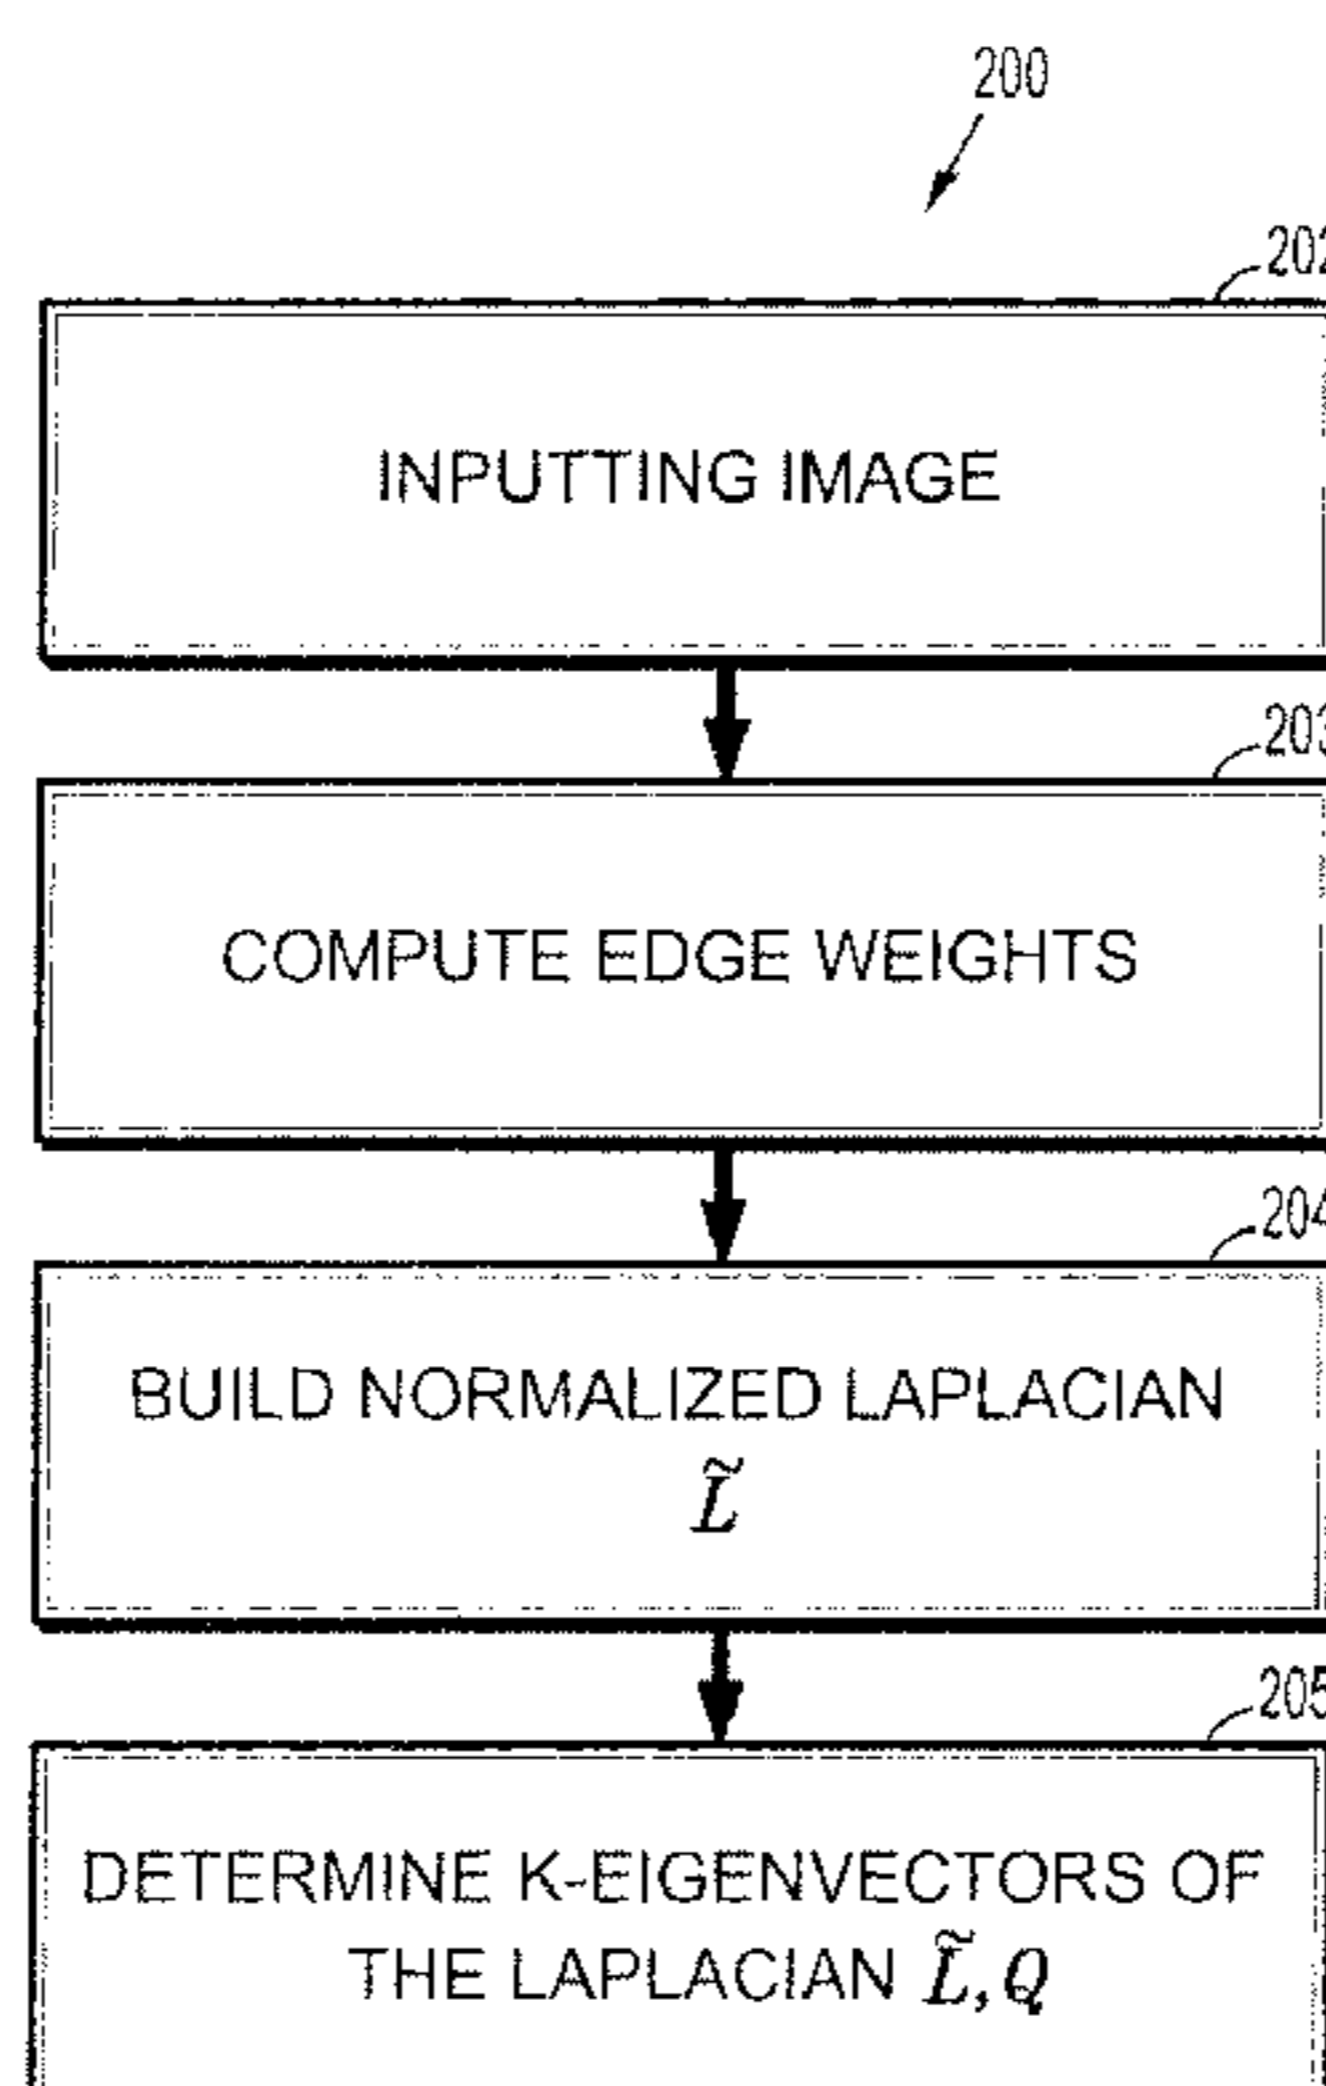 200
202
INPUTTING IMAGE
203
COMPUTE EDGE WEIGHTS
204
BUILD NORMALIZED LAPLACIAN
L̃
205
DETERMINE K-EIGENVECTORS OF
THE LAPLACIAN L̃, Q